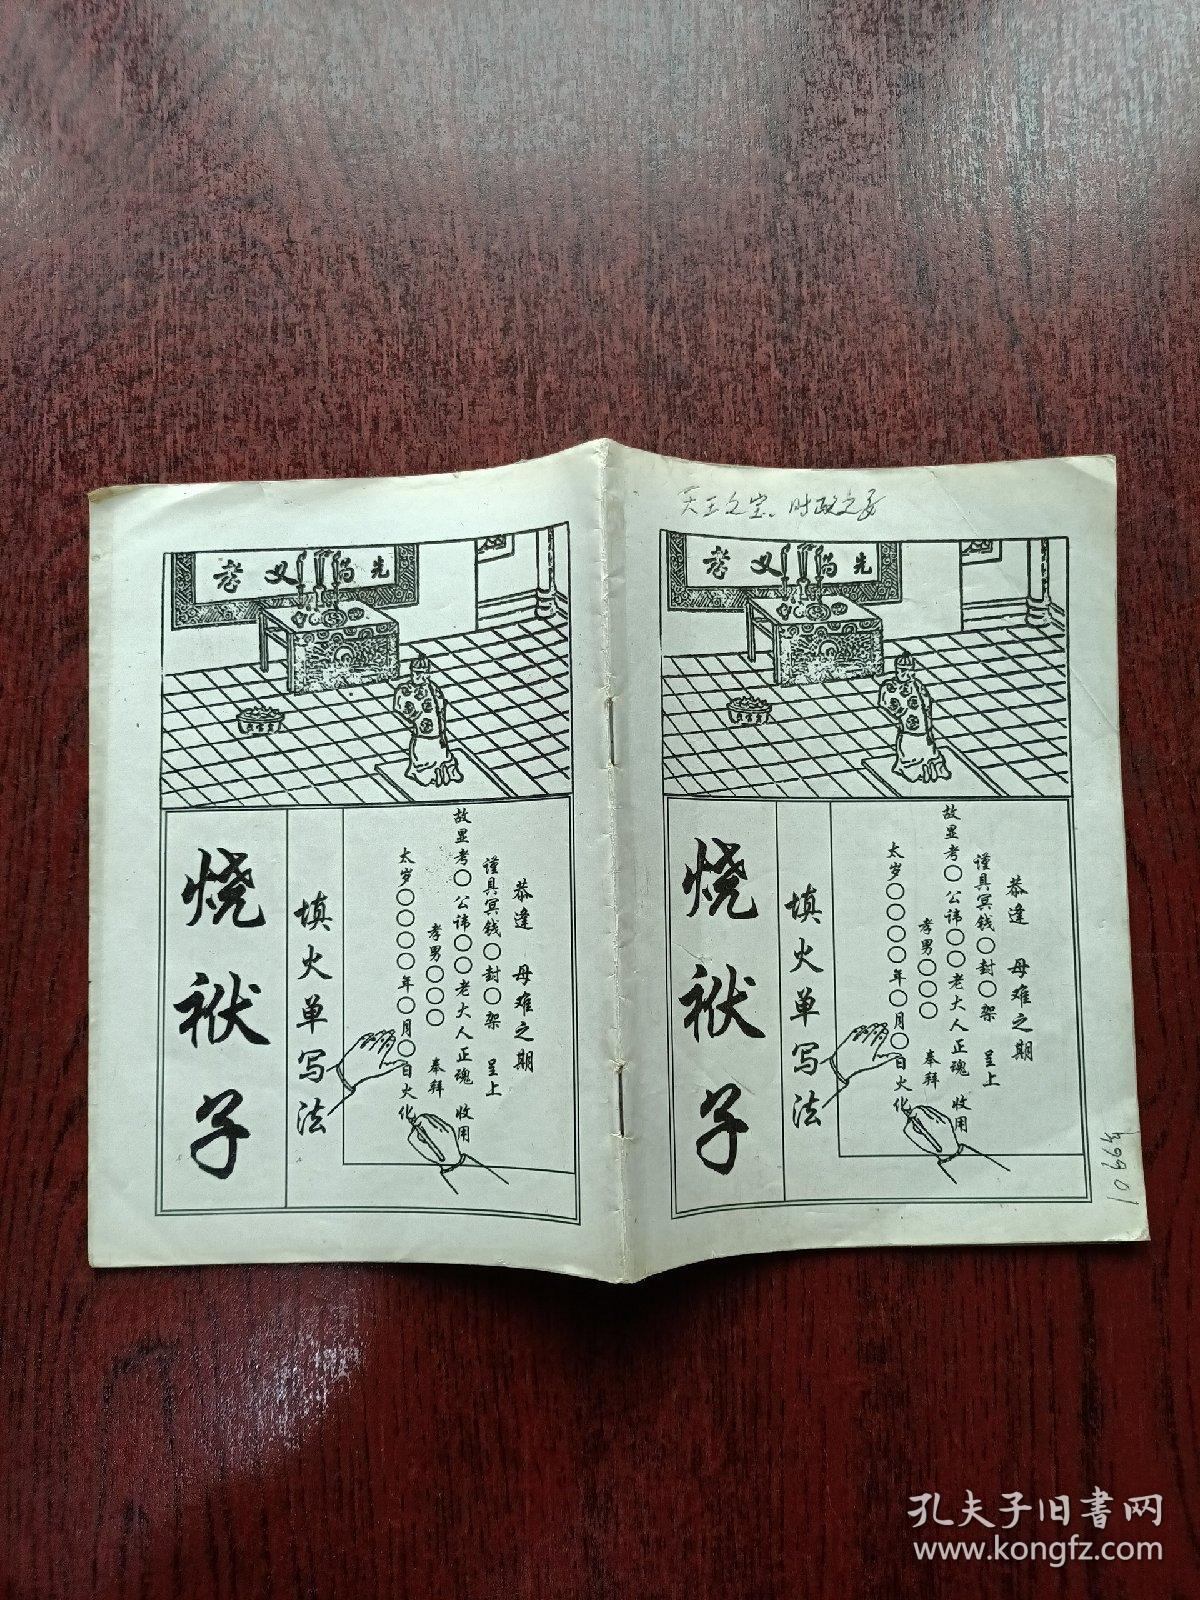 孝义为先
烧袱子
填火单写法
恭逢 母难之期
谨具冥钱〇封〇架 呈上
故显考〇公讳〇〇老大人正魂 收用
孝男〇〇〇 奉拜
太岁〇〇〇〇年〇月〇日火化
孝义为先
烧袱子
填火单写法
恭逢 母难之期
谨具冥钱〇封〇架 呈上
故显考〇公讳〇〇老大人正魂 收用
孝男〇〇〇 奉拜
太岁〇〇〇〇年〇月〇日火化
孔夫子旧書网
www.kongfz.com